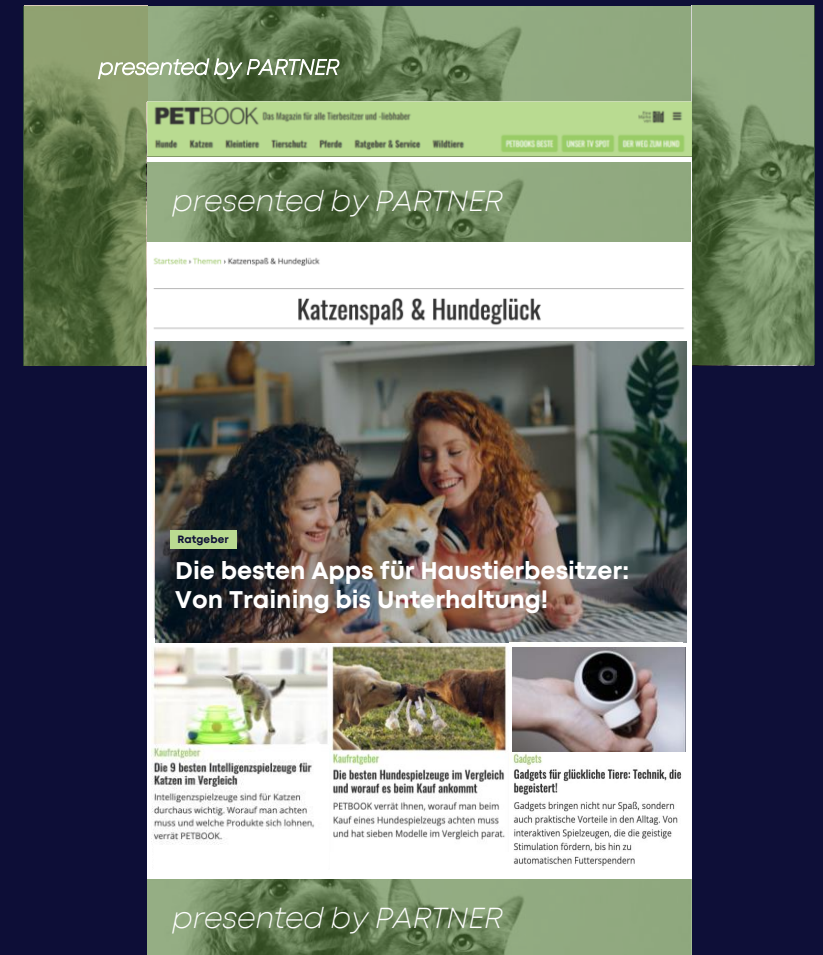 presented by PARTNER
PETBOOK Das Magazin für alle Tierbesitzer und -liebhaber
Hunde Katzen Kleintiere Tierschutz Pferde Ratgeber & Service Wildtiere PETBOOKS BESTE UNSER TV SPOT DER WEG ZUM HUND
presented by PARTNER
Startseite › Themen › Katzenspaß & Hundeglück
Katzenspaß & Hundeglück
Ratgeber
Die besten Apps für Haustierbesitzer:
Von Training bis Unterhaltung!
Kaufratgeber
Die 9 besten Intelligenzspielzeuge für
Katzen im Vergleich
Intelligenzspielzeuge sind für Katzen
durchaus wichtig. Worauf man achten
muss und welche Produkte sich lohnen,
verrät PETBOOK.
Kaufratgeber
Die besten Hundespielzeuge im Vergleich
und worauf es beim Kauf ankommt
PETBOOK verrät Ihnen, worauf man beim
Kauf eines Hundespielzeugs achten muss
und hat sieben Modelle im Vergleich parat.
Gadgets
Gadgets für glückliche Tiere: Technik, die
begeistert!
Gadgets bringen nicht nur Spaß, sondern
auch praktische Vorteile in den Alltag. Von
interaktiven Spielzeugen, die die geistige
Stimulation fördern, bis hin zu
automatischen Futterspendern
presented by PARTNER